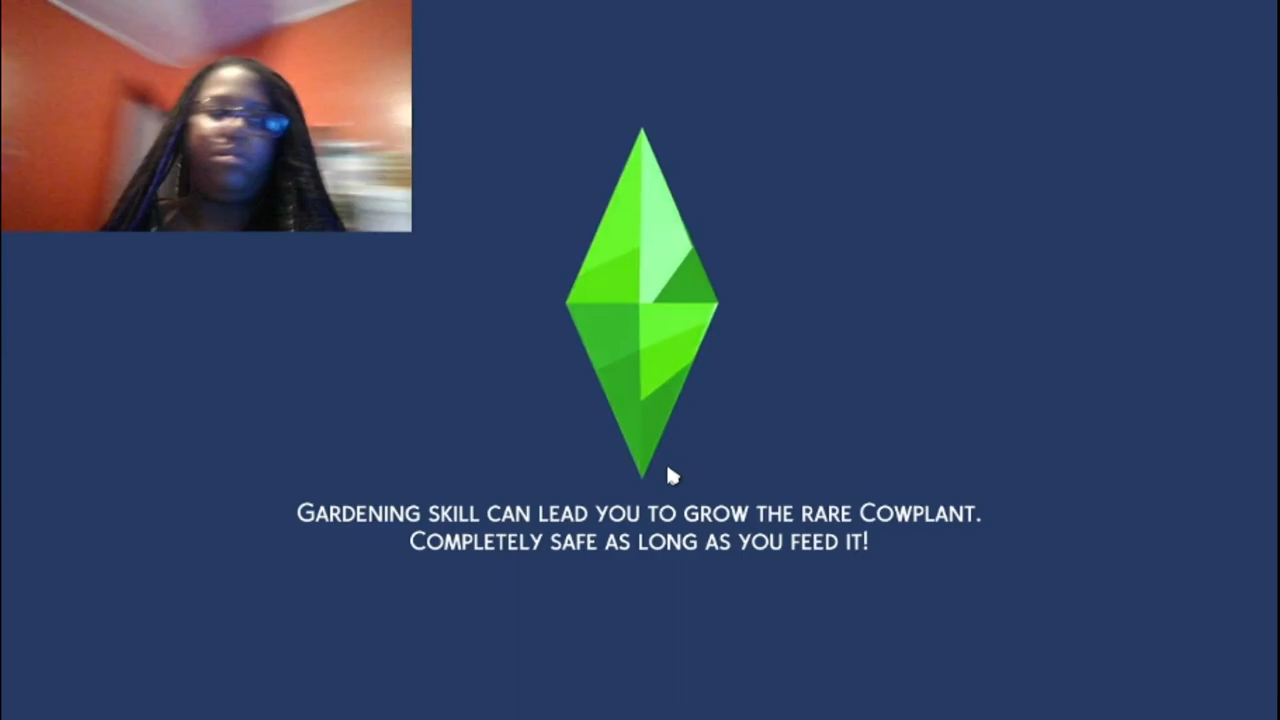 Gardening skill can lead you to grow the rare Cowplant.
Completely safe as long as you feed it!